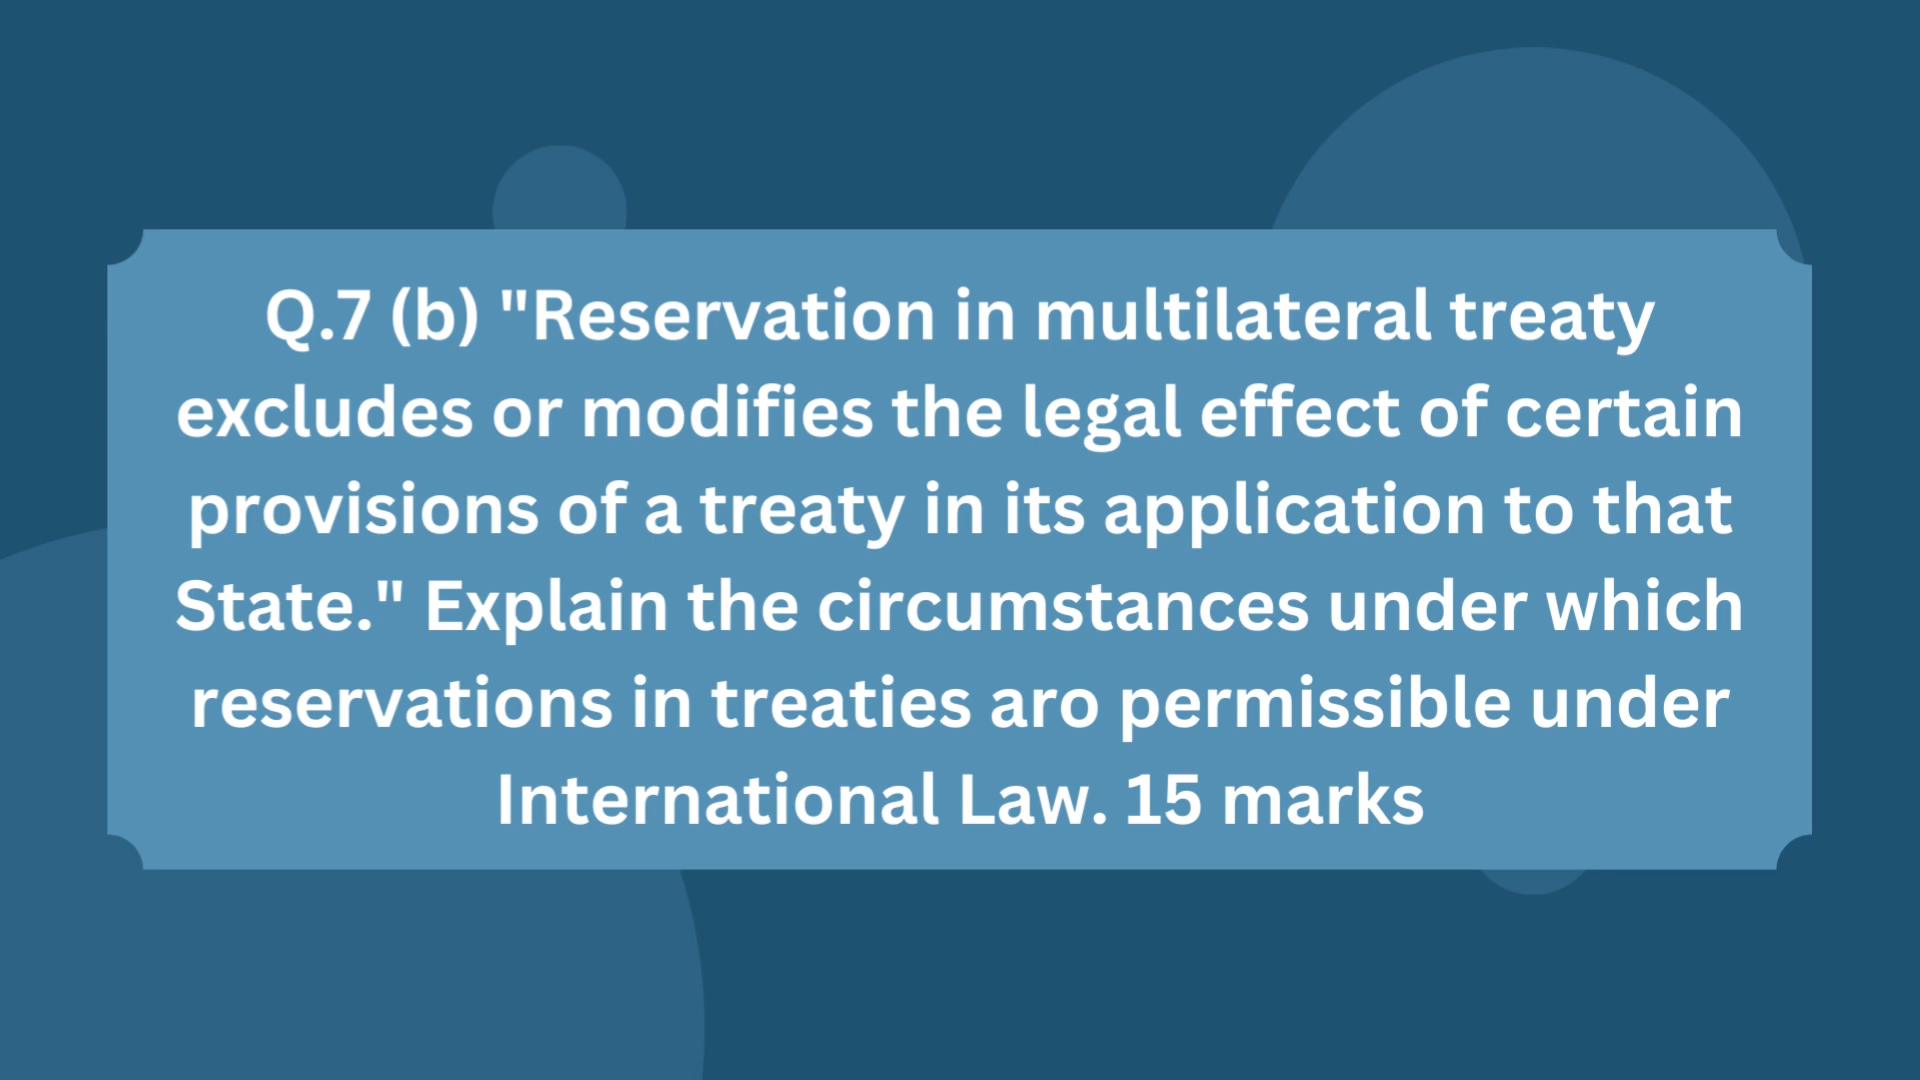 Q.7 (b) "Reservation in multilateral treaty
excludes or modifies the legal effect of certain
provisions of a treaty in its application to that
State." Explain the circumstances under which
reservations in treaties aro permissible under
International Law. 15 marks